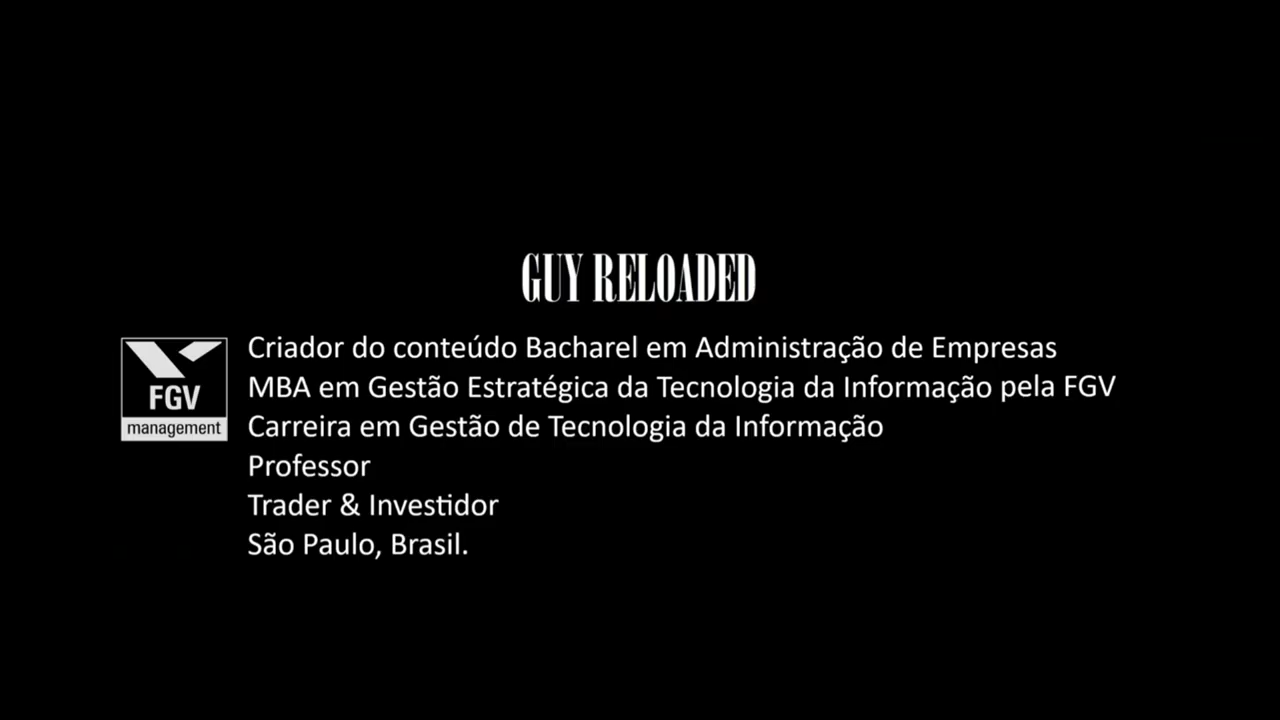 GUY RELOADED
FGV
management
Criador do conteúdo Bacharel em Administração de Empresas
MBA em Gestão Estratégica da Tecnologia da Informação pela FGV
Carreira em Gestão de Tecnologia da Informação
Professor
Trader & Investidor
São Paulo, Brasil.